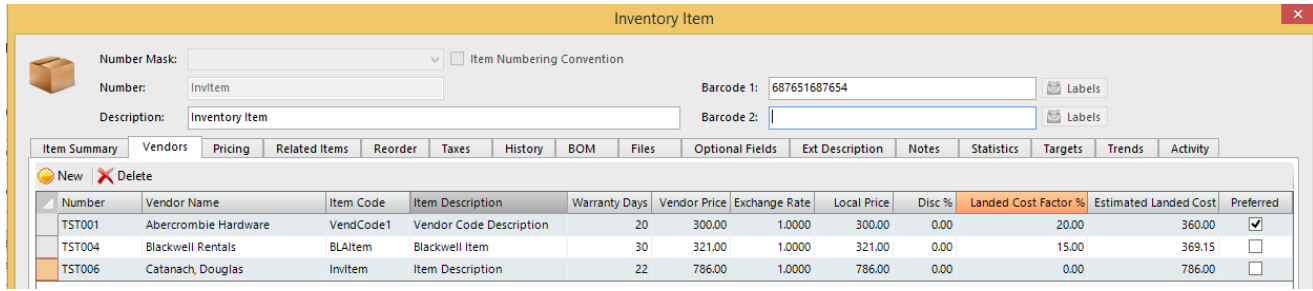 Inventory Item
Number Mask: Item Numbering Convention
Number: InvItem Barcode 1: 687651687654 Labels
Description: Inventory Item Barcode 2: Labels
Item Summary Vendors Pricing Related Items Reorder Taxes History BOM Files Optional Fields Ext Description Notes Statistics Targets Trends Activity
New Delete
Number Vendor Name Item Code Item Description Warranty Days Vendor Price Exchange Rate Local Price Disc % Landed Cost Factor % Estimated Landed Cost Preferred
TST001 Abercrombie Hardware VendCode1 Vendor Code Description 20 300.00 1.0000 300.00 0.00 20.00 360.00
TST004 Blackwell Rentals BLAItem Blackwell Item 30 321.00 1.0000 321.00 0.00 15.00 369.15
TST006 Catanach, Douglas InvItem Item Description 22 786.00 1.0000 786.00 0.00 0.00 786.00